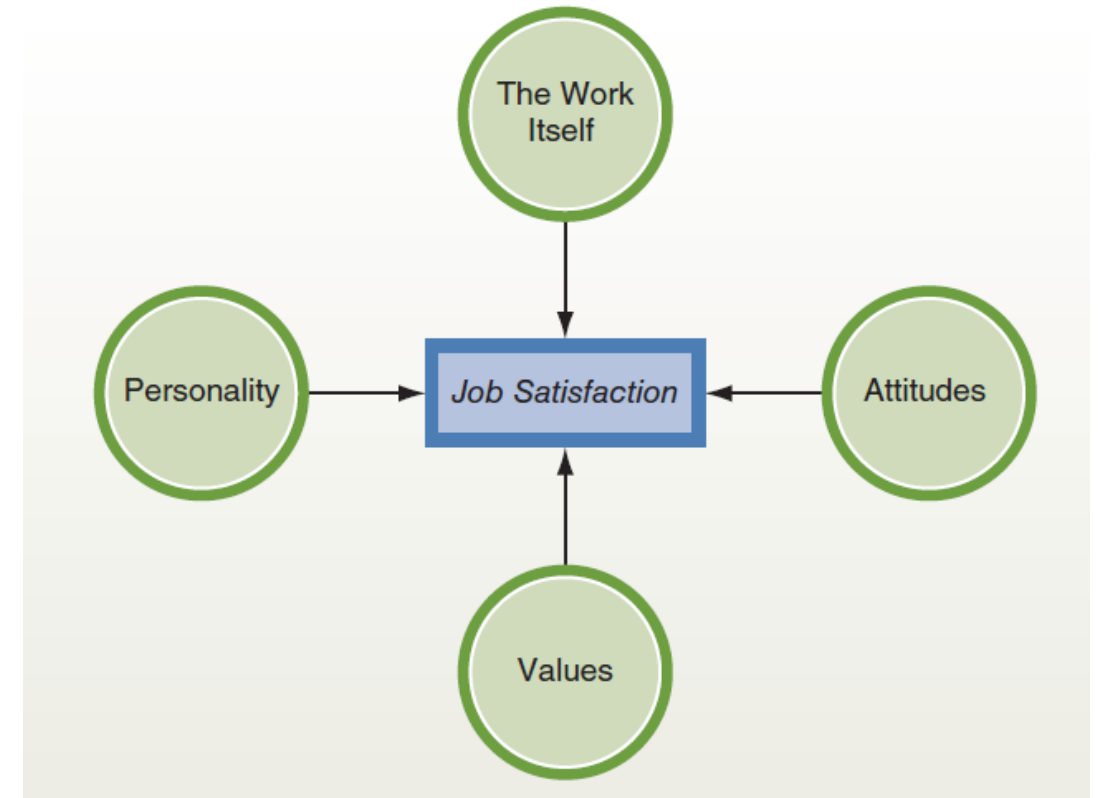 The Work
Itself
Personality
Job Satisfaction
Attitudes
Values